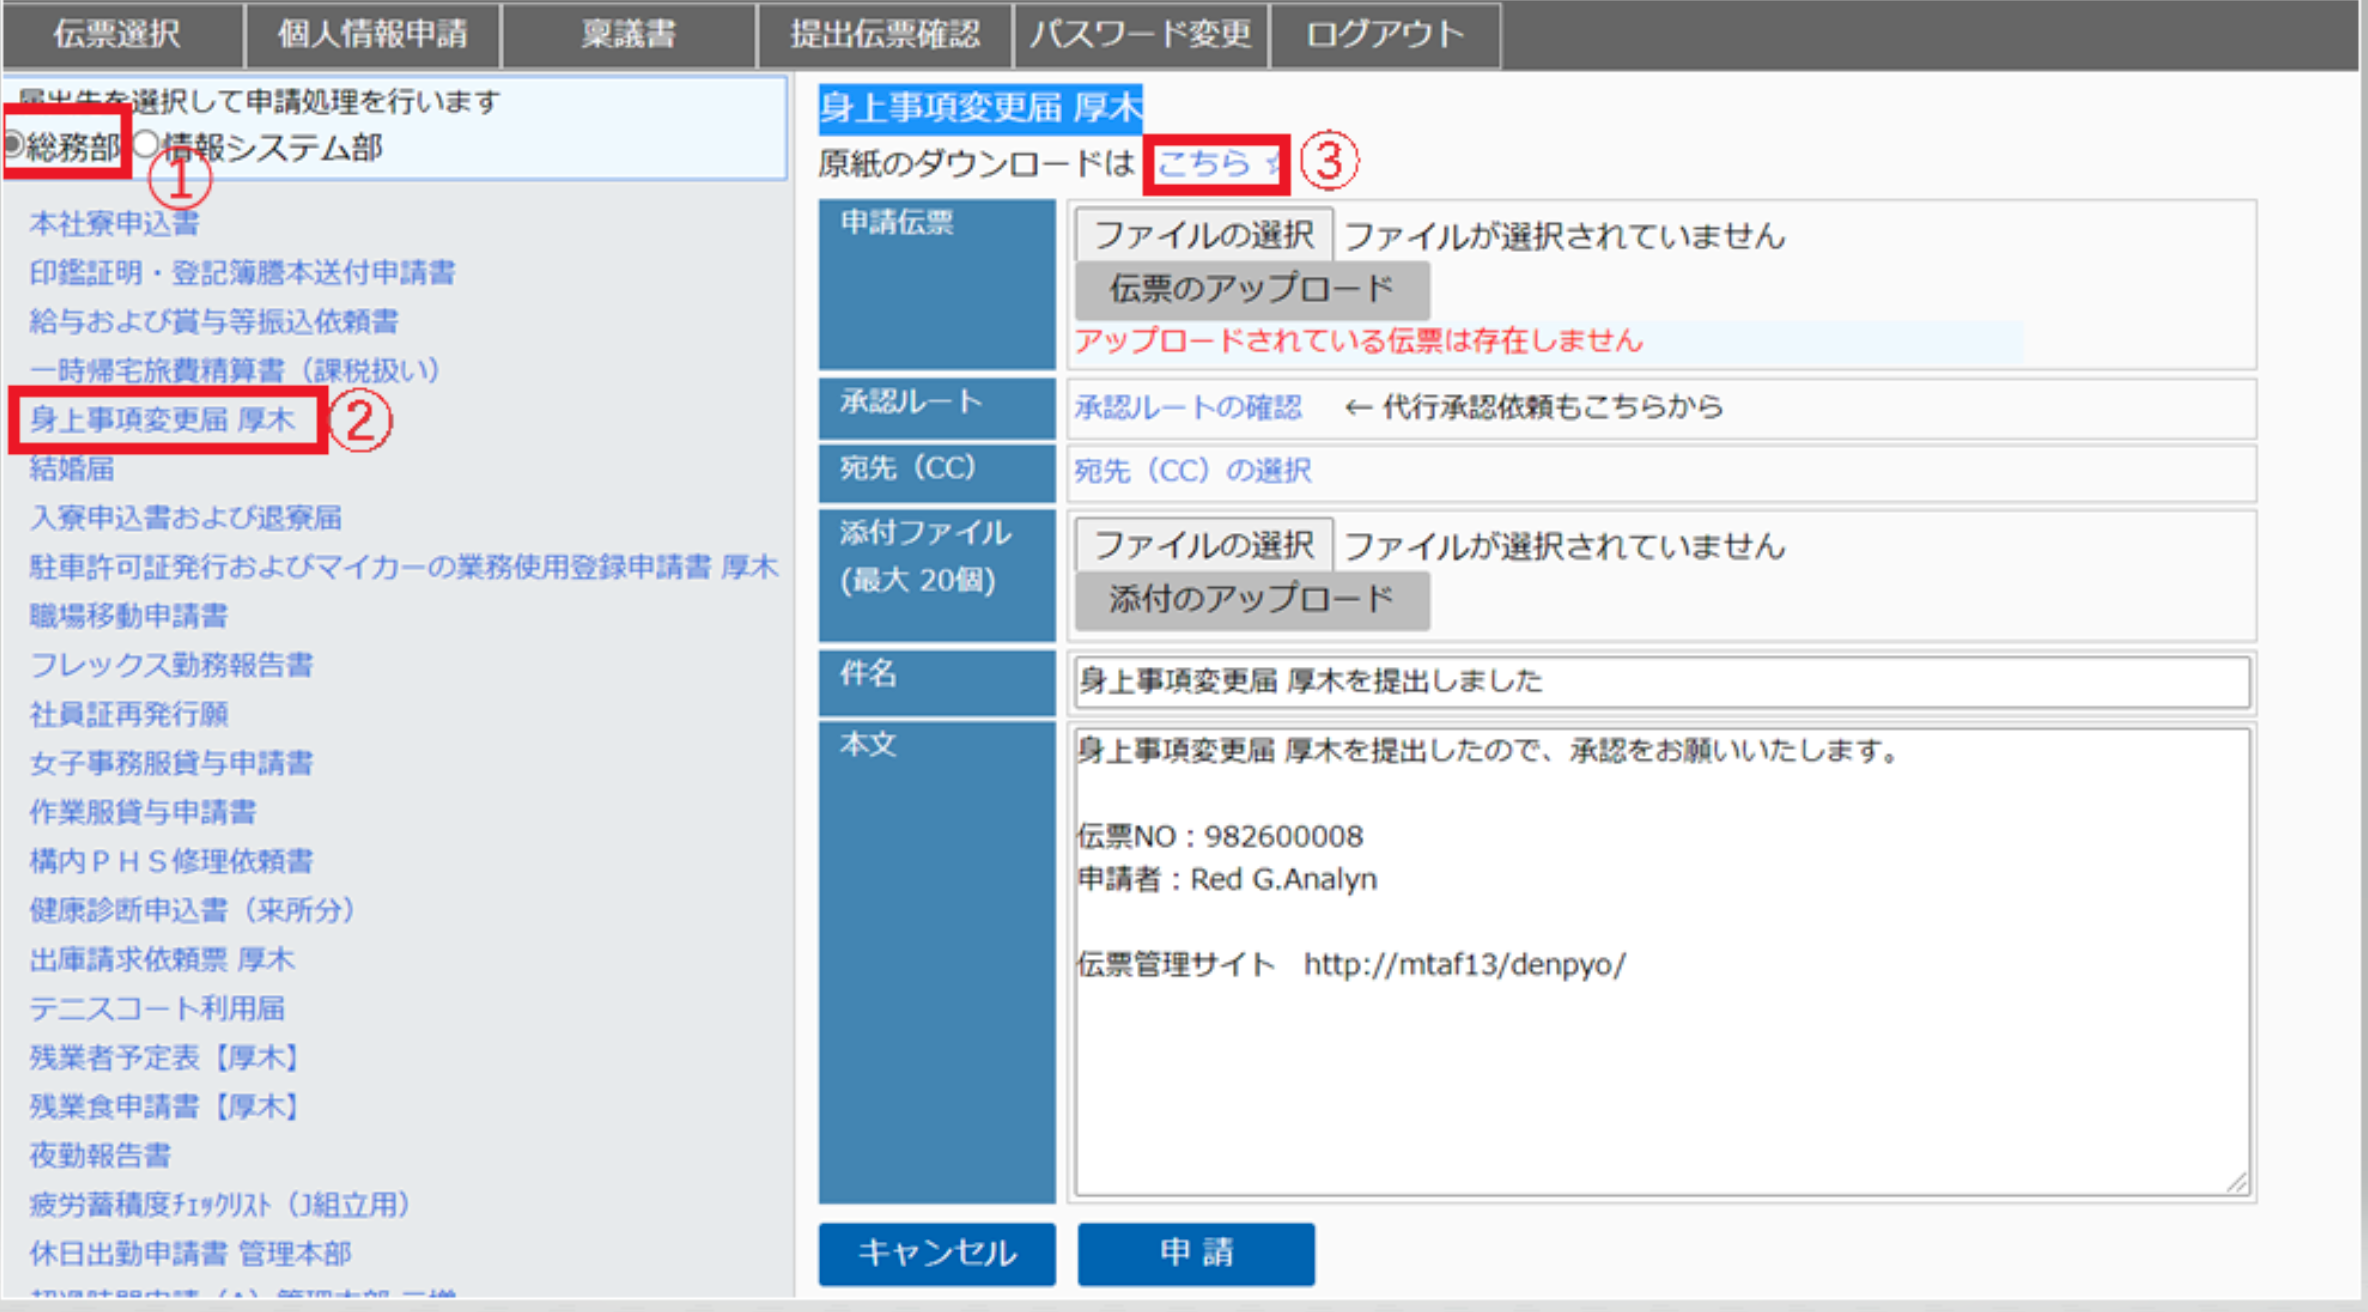 伝票選択 個人情報申請 稟議書 提出伝票確認 パスワード変更 ログアウト
届出先を選択して申請処理を行います
総務部 情報システム部
①
本社寮申込書
印鑑証明・登記簿謄本送付申請書
給与および賞与等振込依頼書
一時帰宅旅費精算書（課税扱い）
身上事項変更届 厚木
②
結婚届
入寮申込書および退寮届
駐車許可証発行およびマイカーの業務使用登録申請書 厚木
職場移動申請書
フレックス勤務報告書
社員証再発行願
女子事務服貸与申請書
作業服貸与申請書
構内ＰＨＳ修理依頼書
健康診断申込書（来所分）
出庫請求依頼票 厚木
テニスコート利用届
残業者予定表【厚木】
残業食申請書【厚木】
夜勤報告書
疲労蓄積度ﾁｪｯｸﾘｽﾄ（J組立用）
休日出勤申請書 管理本部
身上事項変更届 厚木
原紙のダウンロードは こちら ☆
③
申請伝票
ファイルの選択 ファイルが選択されていません
伝票のアップロード
アップロードされている伝票は存在しません
承認ルート
承認ルートの確認 ← 代行承認依頼もこちらから
宛先（CC）
宛先（CC）の選択
添付ファイル
(最大 20個)
ファイルの選択 ファイルが選択されていません
添付のアップロード
件名
身上事項変更届 厚木を提出しました
本文
身上事項変更届 厚木を提出したので、承認をお願いいたします。
伝票NO：982600008
申請者：Red G.Analyn
伝票管理サイト　http://mtaf13/denpyo/
キャンセル 申 請